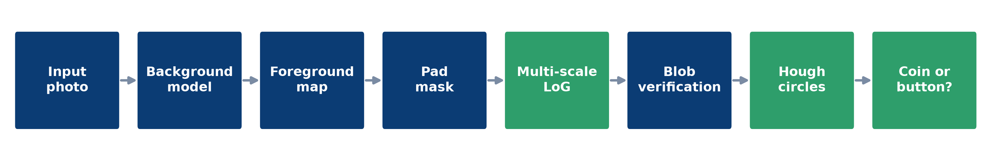 Input
photo
Background
model
Foreground
map
Pad
mask
Multi-scale
LoG
Blob
verification
Hough
circles
Coin or
button?